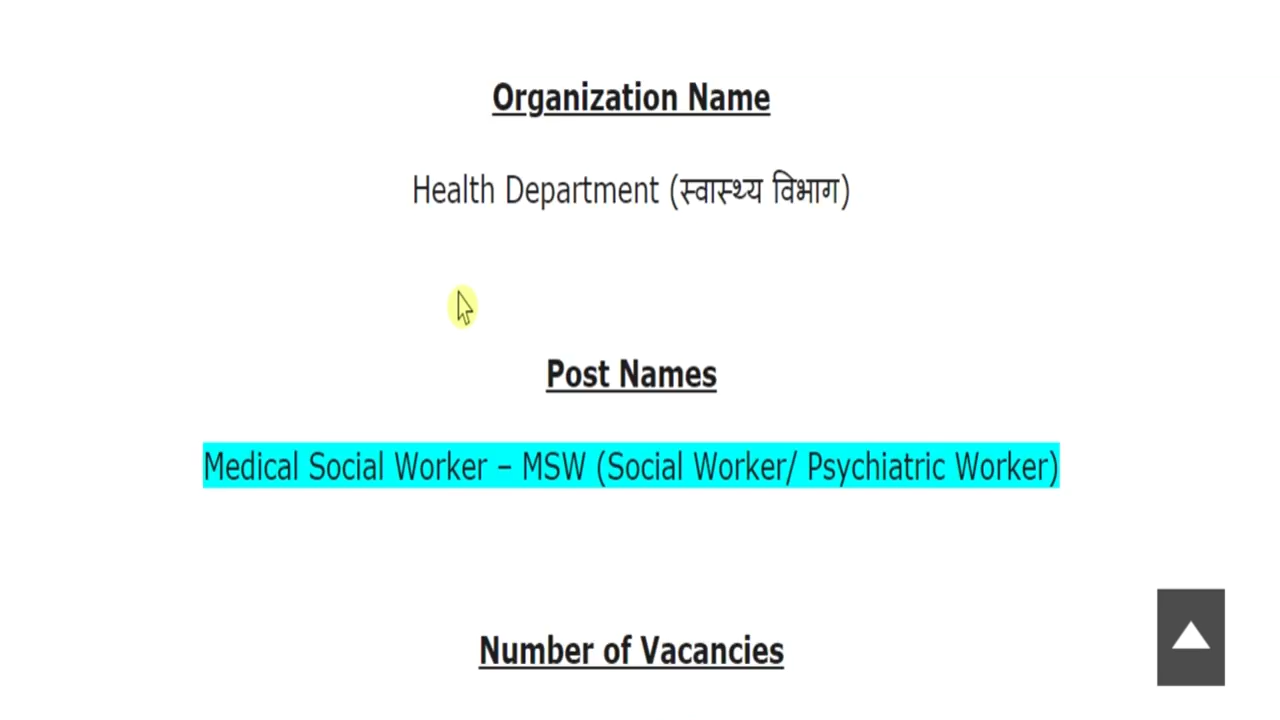 Organization Name
Health Department (स्वास्थ्य विभाग)
Post Names
Medical Social Worker – MSW (Social Worker/ Psychiatric Worker)
Number of Vacancies